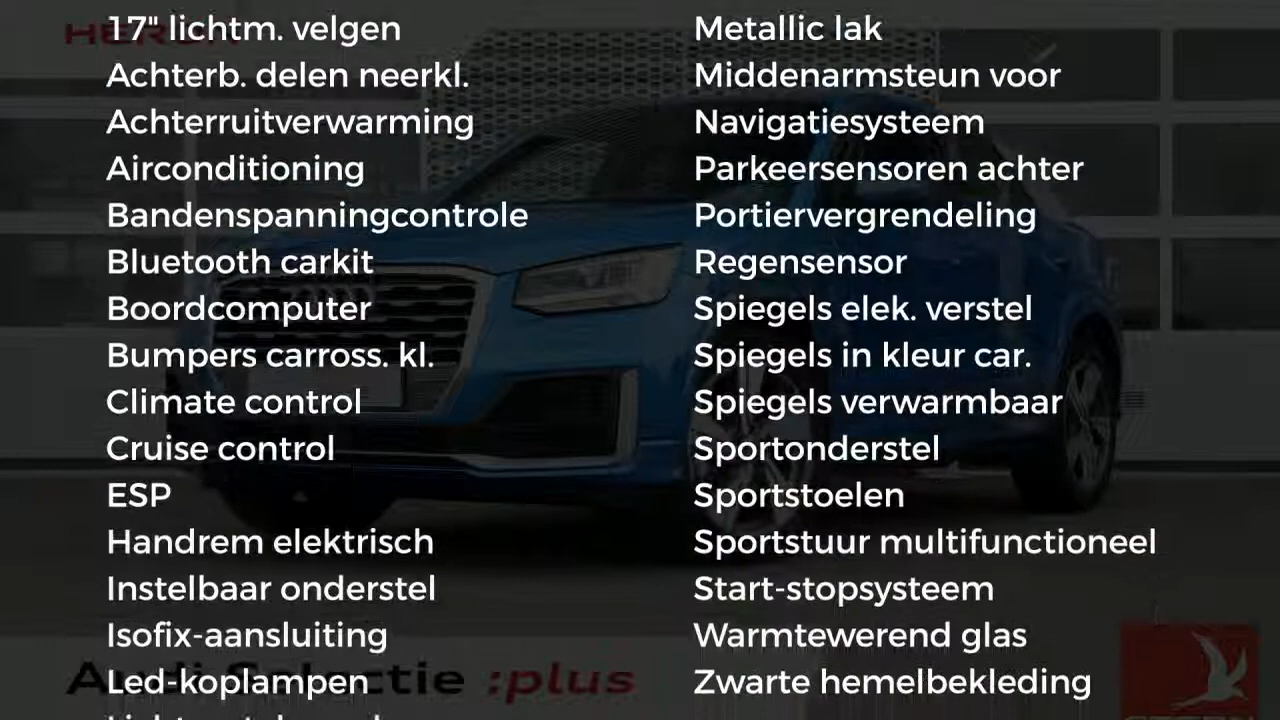 17" lichtm. velgen
Achterb. delen neerkl.
Achterruitverwarming
Airconditioning
Bandenspanningcontrole
Bluetooth carkit
Boordcomputer
Bumpers carross. kl.
Climate control
Cruise control
ESP
Handrem elektrisch
Instelbaar onderstel
Isofix-aansluiting
Led-koplampen
Metallic lak
Middenarmsteun voor
Navigatiesysteem
Parkeersensoren achter
Portiervergrendeling
Regensensor
Spiegels elek. verstel
Spiegels in kleur car.
Spiegels verwarmbaar
Sportonderstel
Sportstoelen
Sportstuur multifunctioneel
Start-stopsysteem
Warmtewerend glas
Zwarte hemelbekleding
Audi Selectie :plus